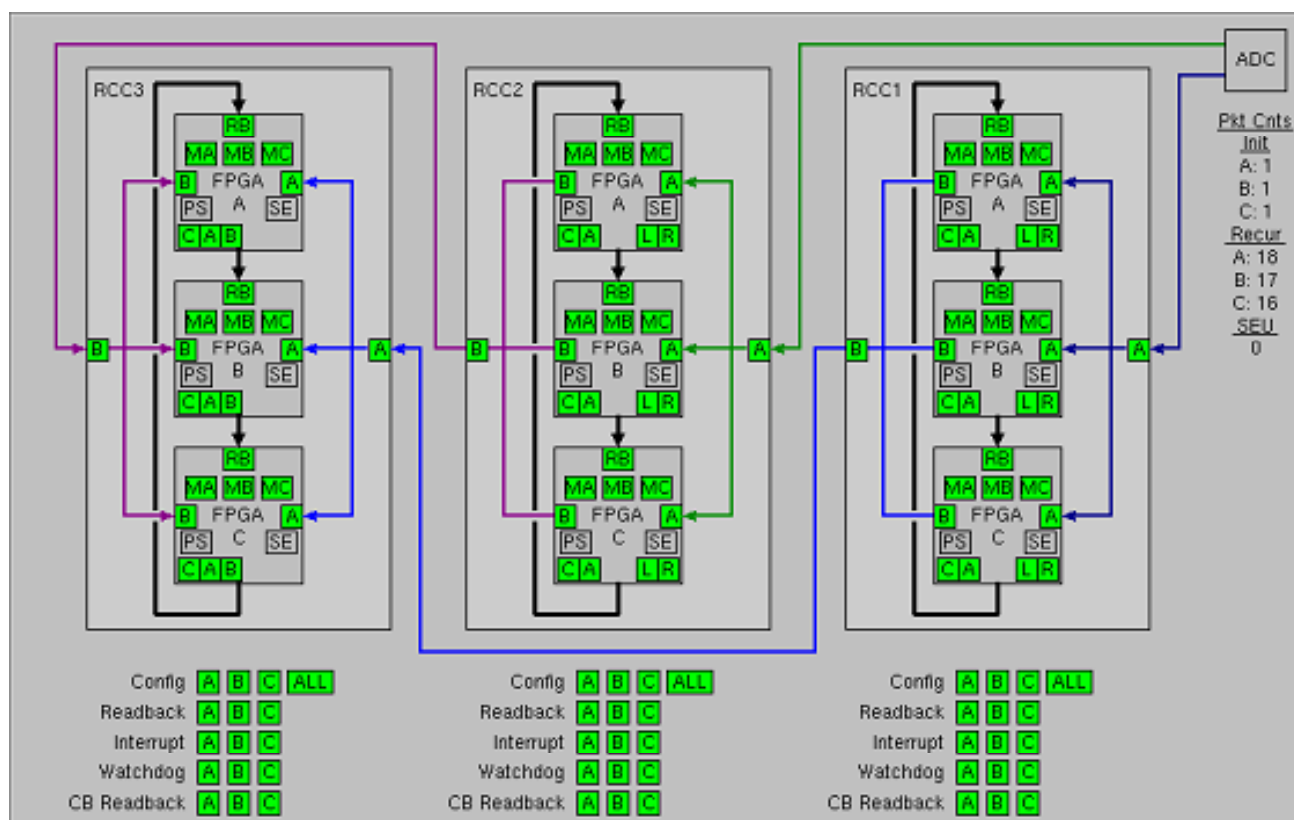 ADC
RCC3 RCC2 RCC1
RB RB RB
Pkt Cnts
MA MB MC MA MB MC MA MB MC
Init
A: 1
B FPGA A B FPGA A B FPGA A
B: 1
A A A
PS SE PS SE PS SE
C: 1
C A B C A L R C A L R
Recur
A: 18
B: 17
RB RB RB
C: 16
MA MB MC MA MB MC MA MB MC
SEU
B B FPGA A A B B FPGA A A B B FPGA A A
0
B B B
PS SE PS SE PS SE
C A B C A L R C A L R
RB RB RB
MA MB MC MA MB MC MA MB MC
B FPGA A B FPGA A B FPGA A
C C C
PS SE PS SE PS SE
C A B C A L R C A L R
Config A B C ALL Config A B C ALL Config A B C ALL
Readback A B C Readback A B C Readback A B C
Interrupt A B C Interrupt A B C Interrupt A B C
Watchdog A B C Watchdog A B C Watchdog A B C
CB Readback A B C CB Readback A B C CB Readback A B C